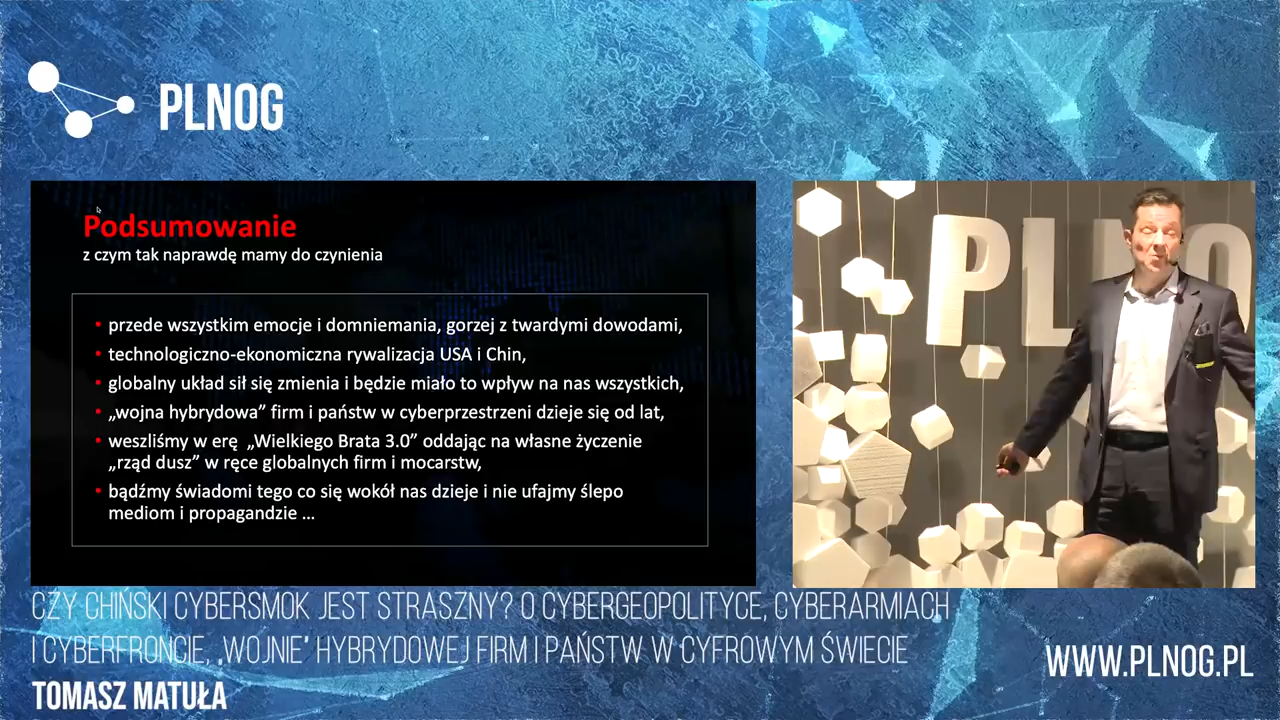 PLNOG
Podsumowanie
z czym tak naprawdę mamy do czynienia
• przede wszystkim emocje i domniemania, gorzej z twardymi dowodami,
• technologiczno-ekonomiczna rywalizacja USA i Chin,
• globalny układ sił się zmienia i będzie miało to wpływ na nas wszystkich,
• „wojna hybrydowa” firm i państw w cyberprzestrzeni dzieje się od lat,
• weszliśmy w erę „Wielkiego Brata 3.0” oddając na własne życzenie
„rząd dusz” w ręce globalnych firm i mocarstw,
• bądźmy świadomi tego co się wokół nas dzieje i nie ufajmy ślepo
mediom i propagandzie ...
PLNO
CZY CHIŃSKI CYBERSMOK JEST STRASZNY? O CYBERGEOPOLITYCE, CYBERARMIACH
I CYBERFRONCIE, „WOJNIE" HYBRYDOWEJ FIRM I PAŃSTW W CYFROWYM ŚWIECIE
TOMASZ MATUŁA
WWW.PLNOG.PL